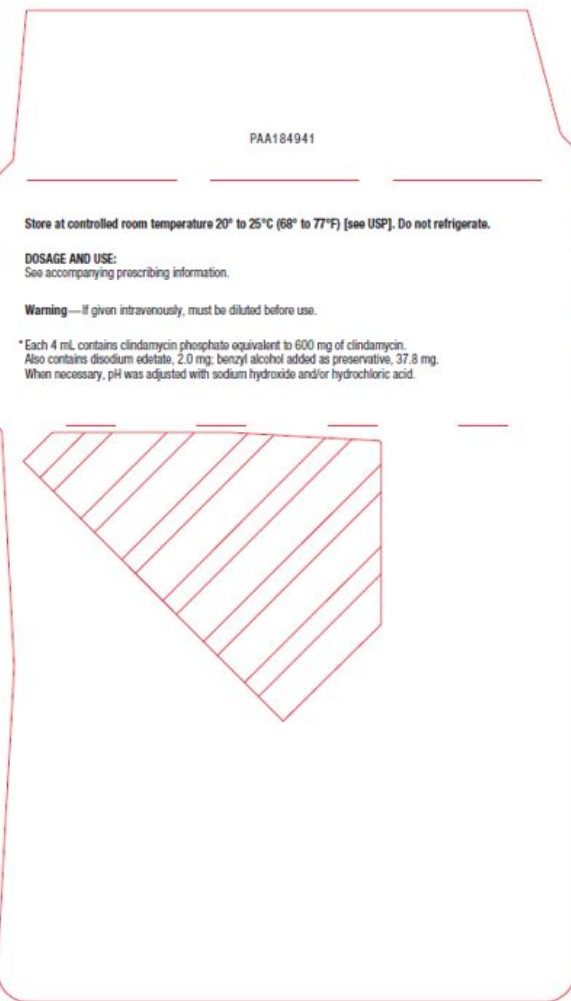 PAA184941
Store at controlled room temperature 20° to 25°C (68° to 77°F) [see USP]. Do not refrigerate.
DOSAGE AND USE:
See accompanying prescribing information.
Warning—If given intravenously, must be diluted before use.
*Each 4 mL contains clindamycin phosphate equivalent to 600 mg of clindamycin.
Also contains disodium edetate, 2.0 mg; benzyl alcohol added as preservative, 37.8 mg.
When necessary, pH was adjusted with sodium hydroxide and/or hydrochloric acid.